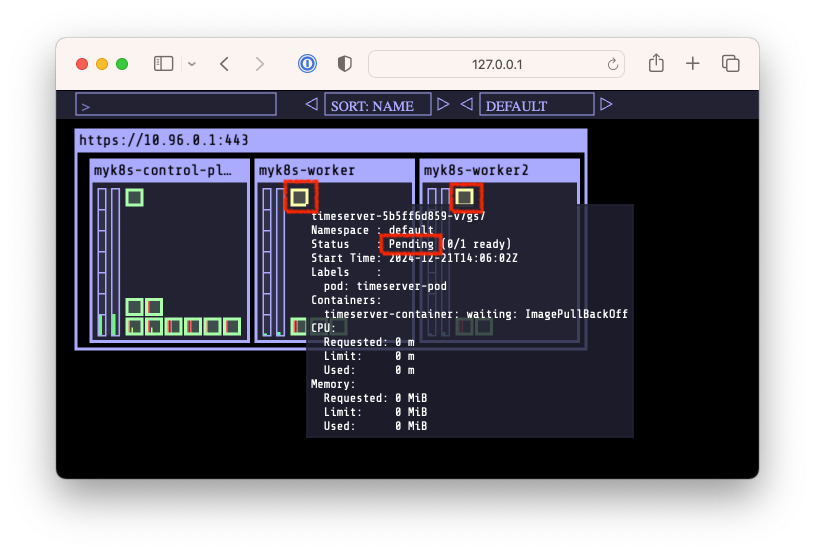 127.0.0.1
>
SORT: NAME
DEFAULT
https://10.96.0.1:443
myk8s-control-pl…
myk8s-worker
myk8s-worker2
timeserver-5b5ff6d859-v7gs7
Namespace : default
Status    : Pending (0/1 ready)
Start Time: 2024-12-21T14:06:02Z
Labels    :
pod: timeserver-pod
Containers:
timeserver-container: waiting: ImagePullBackOff
CPU:
Requested: 0 m
Limit:     0 m
Used:      0 m
Memory:
Requested: 0 MiB
Limit:     0 MiB
Used:      0 MiB